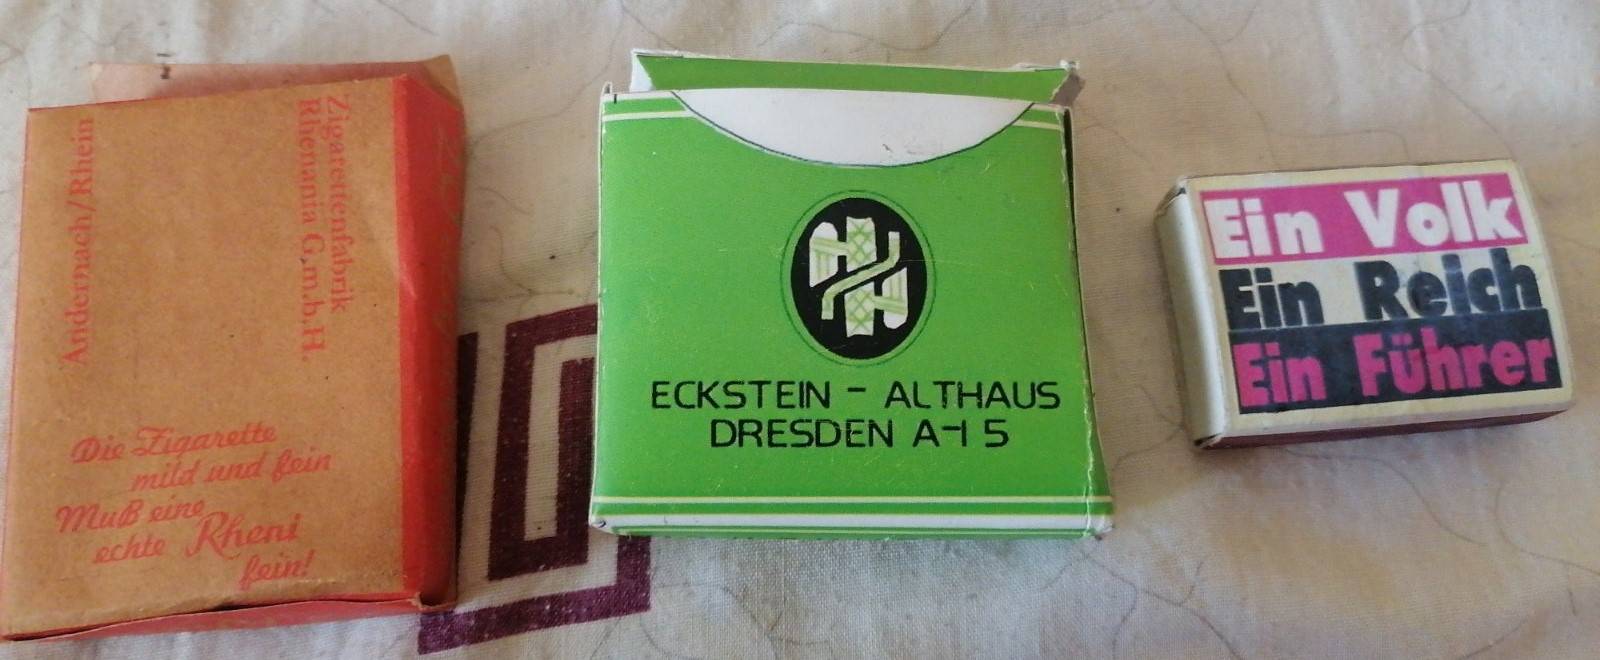 Andernach/Rhein
Zigarettenfabrik
Rhenania G.m.b.H.
Die Zigarette
mild und fein
Muß eine
echte Rheni
fein!
ECKSTEIN - ALTHAUS
DRESDEN A-1 5
Ein Volk
Ein Reich
Ein Führer